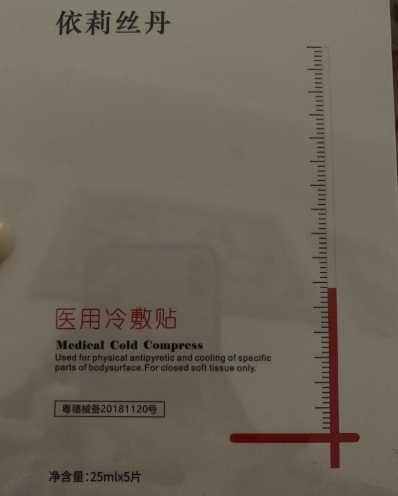 依莉丝丹
医用冷敷贴
Medical Cold Compress
Used for physical antipyretic and cooling of specific
parts of bodysurface.For closed soft tissue only.
粤穗械备20181120号
净含量:25mlx5片